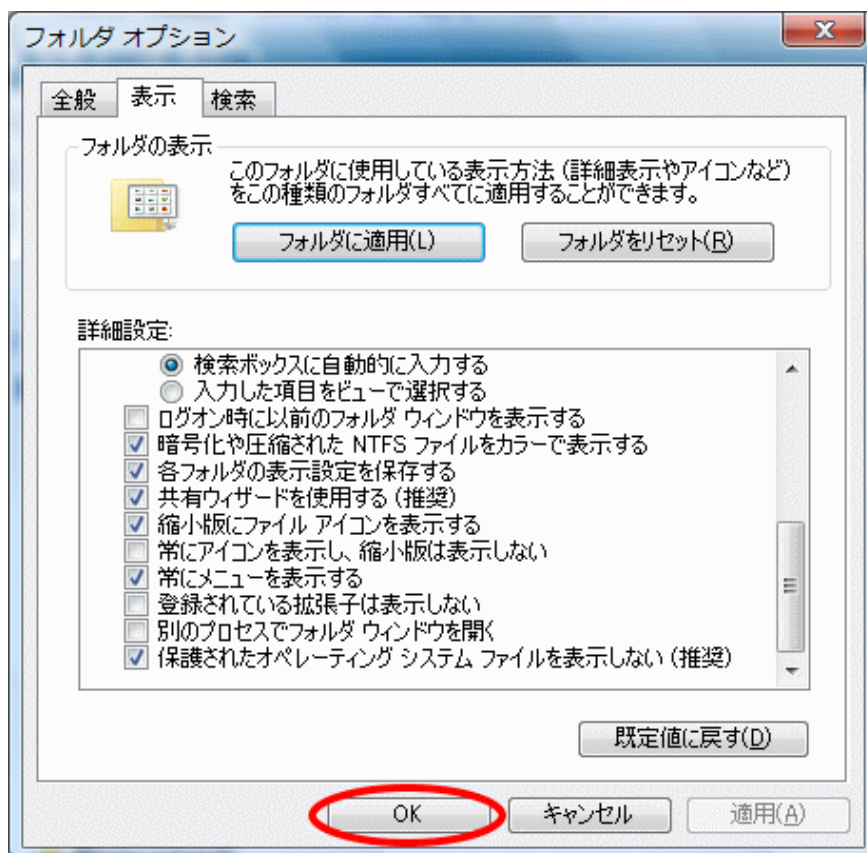 フォルダ オプション
全般 表示 検索
フォルダの表示
このフォルダに使用している表示方法 (詳細表示やアイコンなど)
をこの種類のフォルダすべてに適用することができます。
フォルダに適用(L) フォルダをリセット(R)
詳細設定:
検索ボックスに自動的に入力する
入力した項目をビューで選択する
ログオン時に以前のフォルダ ウィンドウを表示する
暗号化や圧縮された NTFS ファイルをカラーで表示する
各フォルダの表示設定を保存する
共有ウィザードを使用する (推奨)
縮小版にファイル アイコンを表示する
常にアイコンを表示し、縮小版は表示しない
常にメニューを表示する
登録されている拡張子は表示しない
別のプロセスでフォルダ ウィンドウを開く
保護されたオペレーティング システム ファイルを表示しない (推奨)
既定値に戻す(D)
OK キャンセル 適用(A)